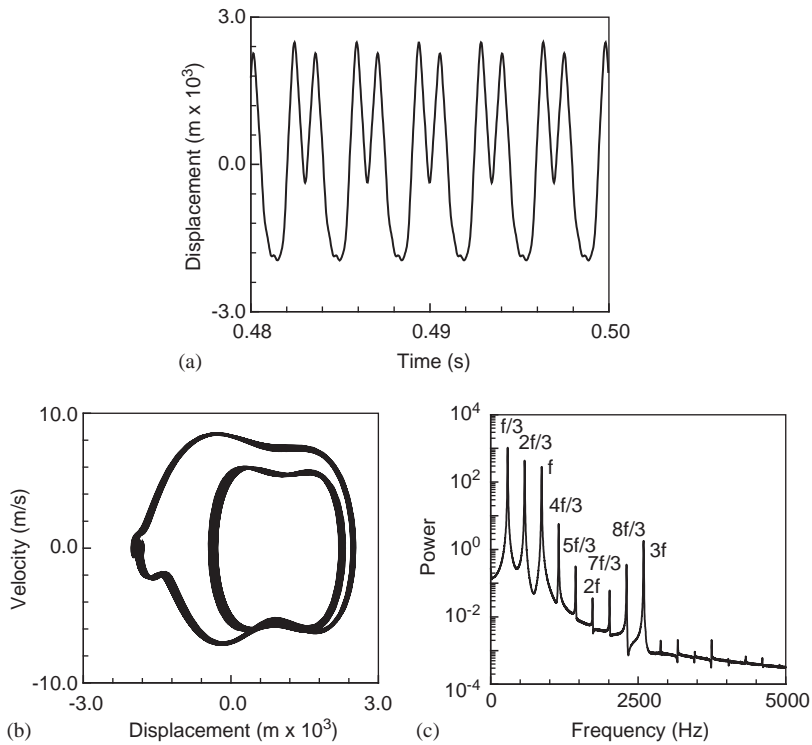 3.0
Displacement (m x 10³)
0.0
-3.0
0.48
0.49
0.50
(a)
Time (s)
10.0
Velocity (m/s)
0.0
-10.0
-3.0
0.0
3.0
(b)
Displacement (m x 10³)
10⁴
10²
10⁰
10⁻²
10⁻⁴
Power
f/3
2f/3
f
4f/3
5f/3
2f
7f/3
8f/3
3f
0
2500
5000
(c)
Frequency (Hz)